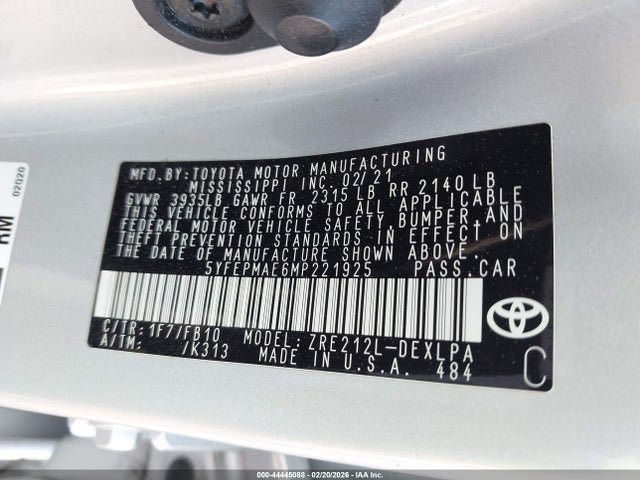 MFD. BY: TOYOTA MOTOR MANUFACTURING
MISSISSIPPI INC. 02/21
GVWR 3935LB GAWR FR 2315 LB RR 2140 LB
THIS VEHICLE CONFORMS TO ALL APPLICABLE
FEDERAL MOTOR VEHICLE SAFETY, BUMPER, AND
THEFT PREVENTION STANDARDS IN EFFECT ON
THE DATE OF MANUFACTURE SHOWN ABOVE.
5YFEPMAE6MP221925 PASS. CAR
C/TR: 1F7/FB10 MODEL: ZRE212L-DEXLPA
A/TM: /K313 MADE IN U.S.A. 484
C
02020
RM
000-44445088 | 02/20/2026 - IAA Inc.